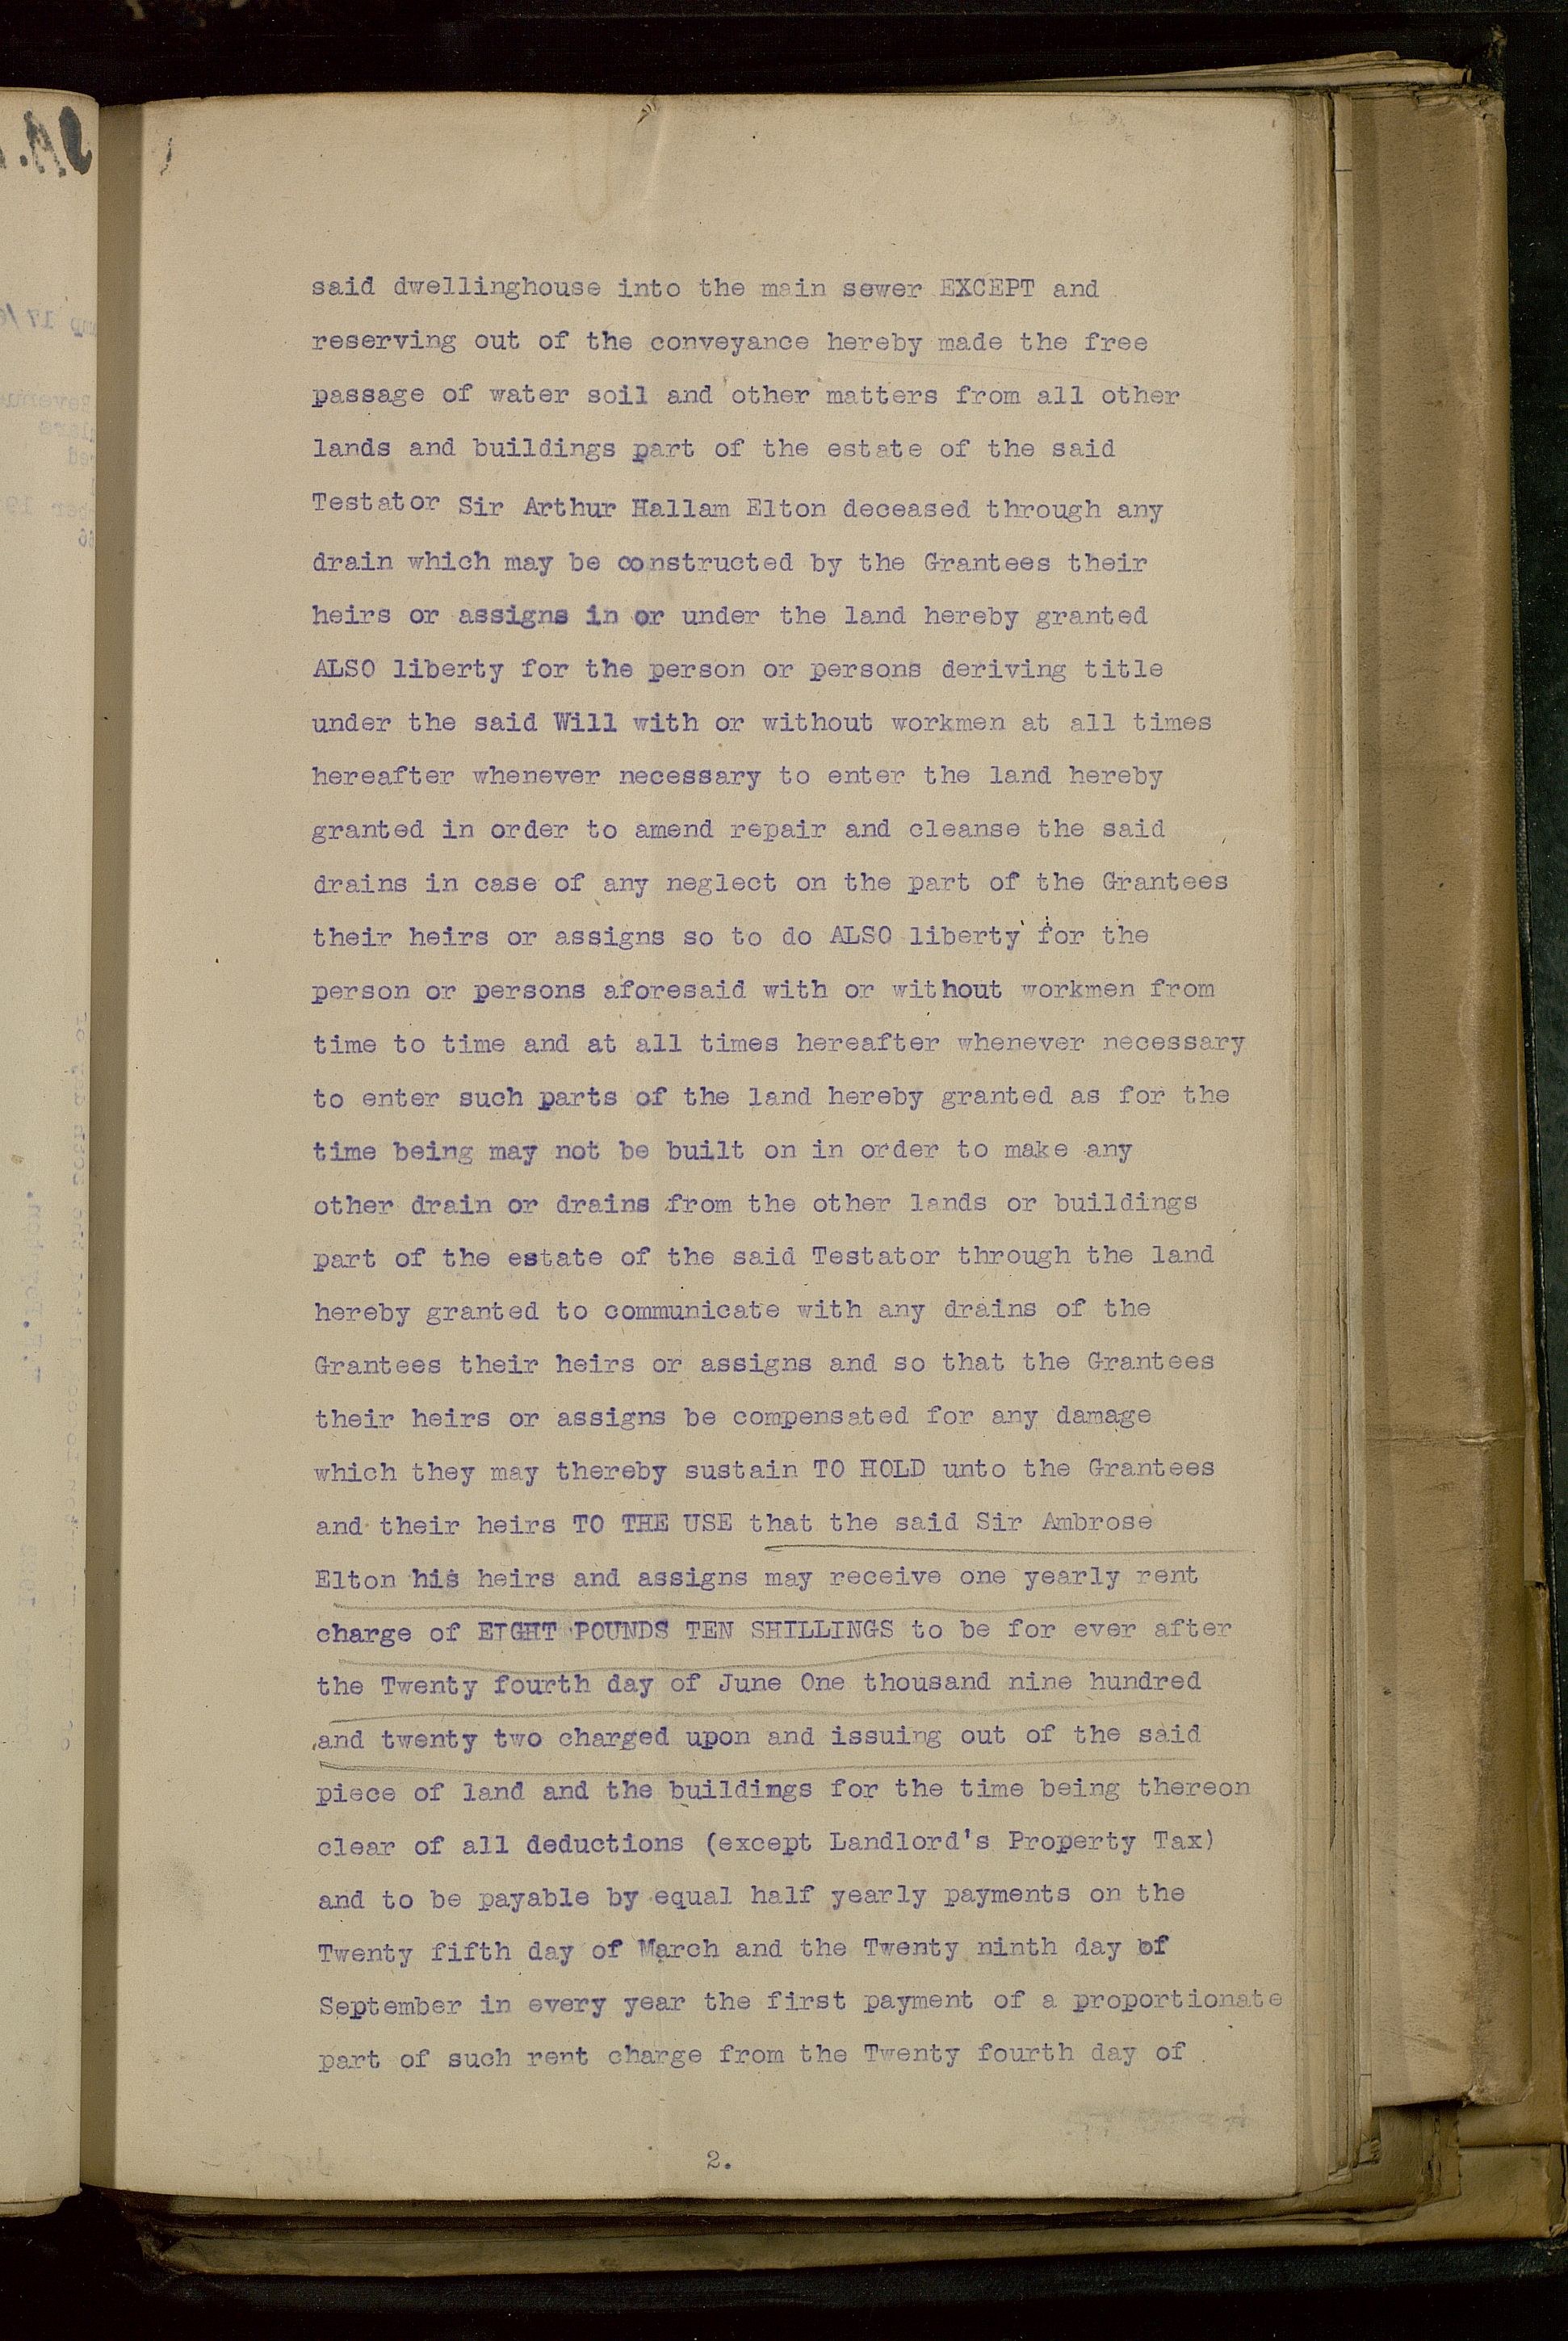 said dwellinghouse into the main sewer EXCEPT and
reserving out of the conveyance hereby made the free
passage of water soil and other matters from all other
lands and buildings part of the estate of the said
Testator Sir Arthur Hallam Elton deceased through any
drain which may be constructed by the Grantees their
heirs or assigns in or under the land hereby granted
ALSO liberty for the person or persons deriving title
under the said Will with or without workmen at all times
hereafter whenever necessary to enter the land hereby
granted in order to amend repair and cleanse the said
drains in case of any neglect on the part of the Grantees
their heirs or assigns so to do ALSO liberty for the
person or persons aforesaid with or without workmen from
time to time and at all times hereafter whenever necessary
to enter such parts of the land hereby granted as for the
time being may not be built on in order to make any
other drain or drains from the other lands or buildings
part of the estate of the said Testator through the land
hereby granted to communicate with any drains of the
Grantees their heirs or assigns and so that the Grantees
their heirs or assigns be compensated for any damage
which they may thereby sustain TO HOLD unto the Grantees
and their heirs TO THE USE that the said Sir Ambrose
Elton his heirs and assigns may receive one yearly rent
charge of EIGHT POUNDS TEN SHILLINGS to be for ever after
the Twenty fourth day of June One thousand nine hundred
and twenty two charged upon and issuing out of the said
piece of land and the buildings for the time being thereon
clear of all deductions (except Landlord's Property Tax)
and to be payable by equal half yearly payments on the
Twenty fifth day of March and the Twenty ninth day of
September in every year the first payment of a proportionate
part of such rent charge from the Twenty fourth day of
2.